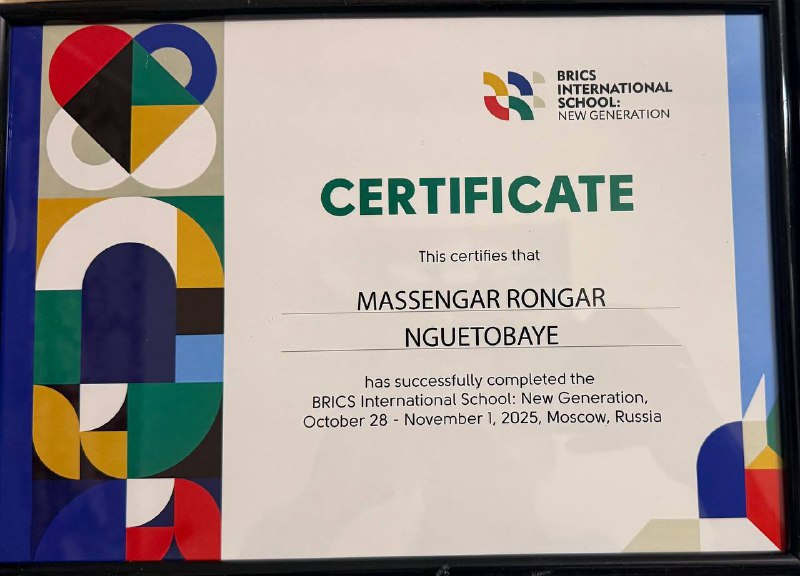 BRICS
INTERNATIONAL
SCHOOL:
NEW GENERATION
CERTIFICATE
This certifies that
MASSENGAR RONGAR
NGUETOBAYE
has successfully completed the
BRICS International School: New Generation,
October 28 - November 1, 2025, Moscow, Russia